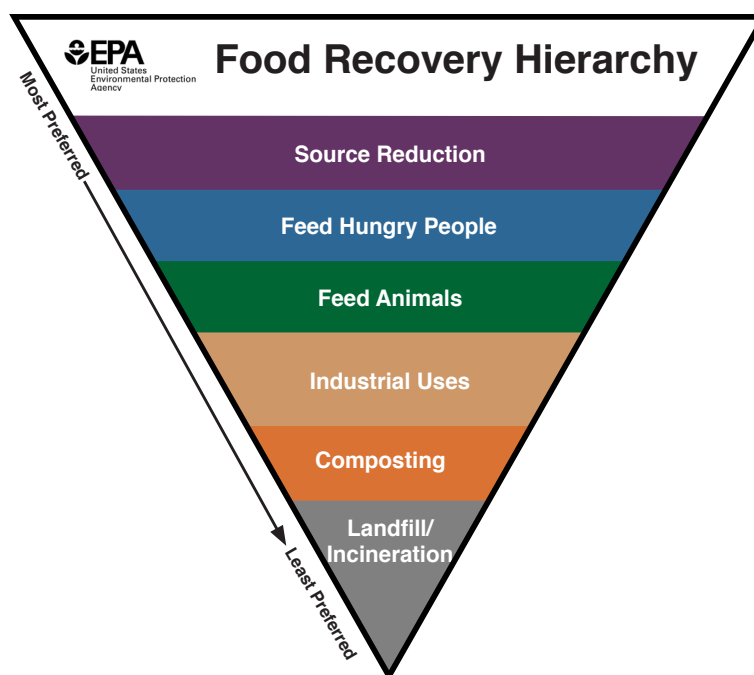 EPA
United States
Environmental Protection
Agency
Food Recovery Hierarchy
Most Preferred
Source Reduction
Feed Hungry People
Feed Animals
Industrial Uses
Composting
Landfill/
Incineration
Least Preferred